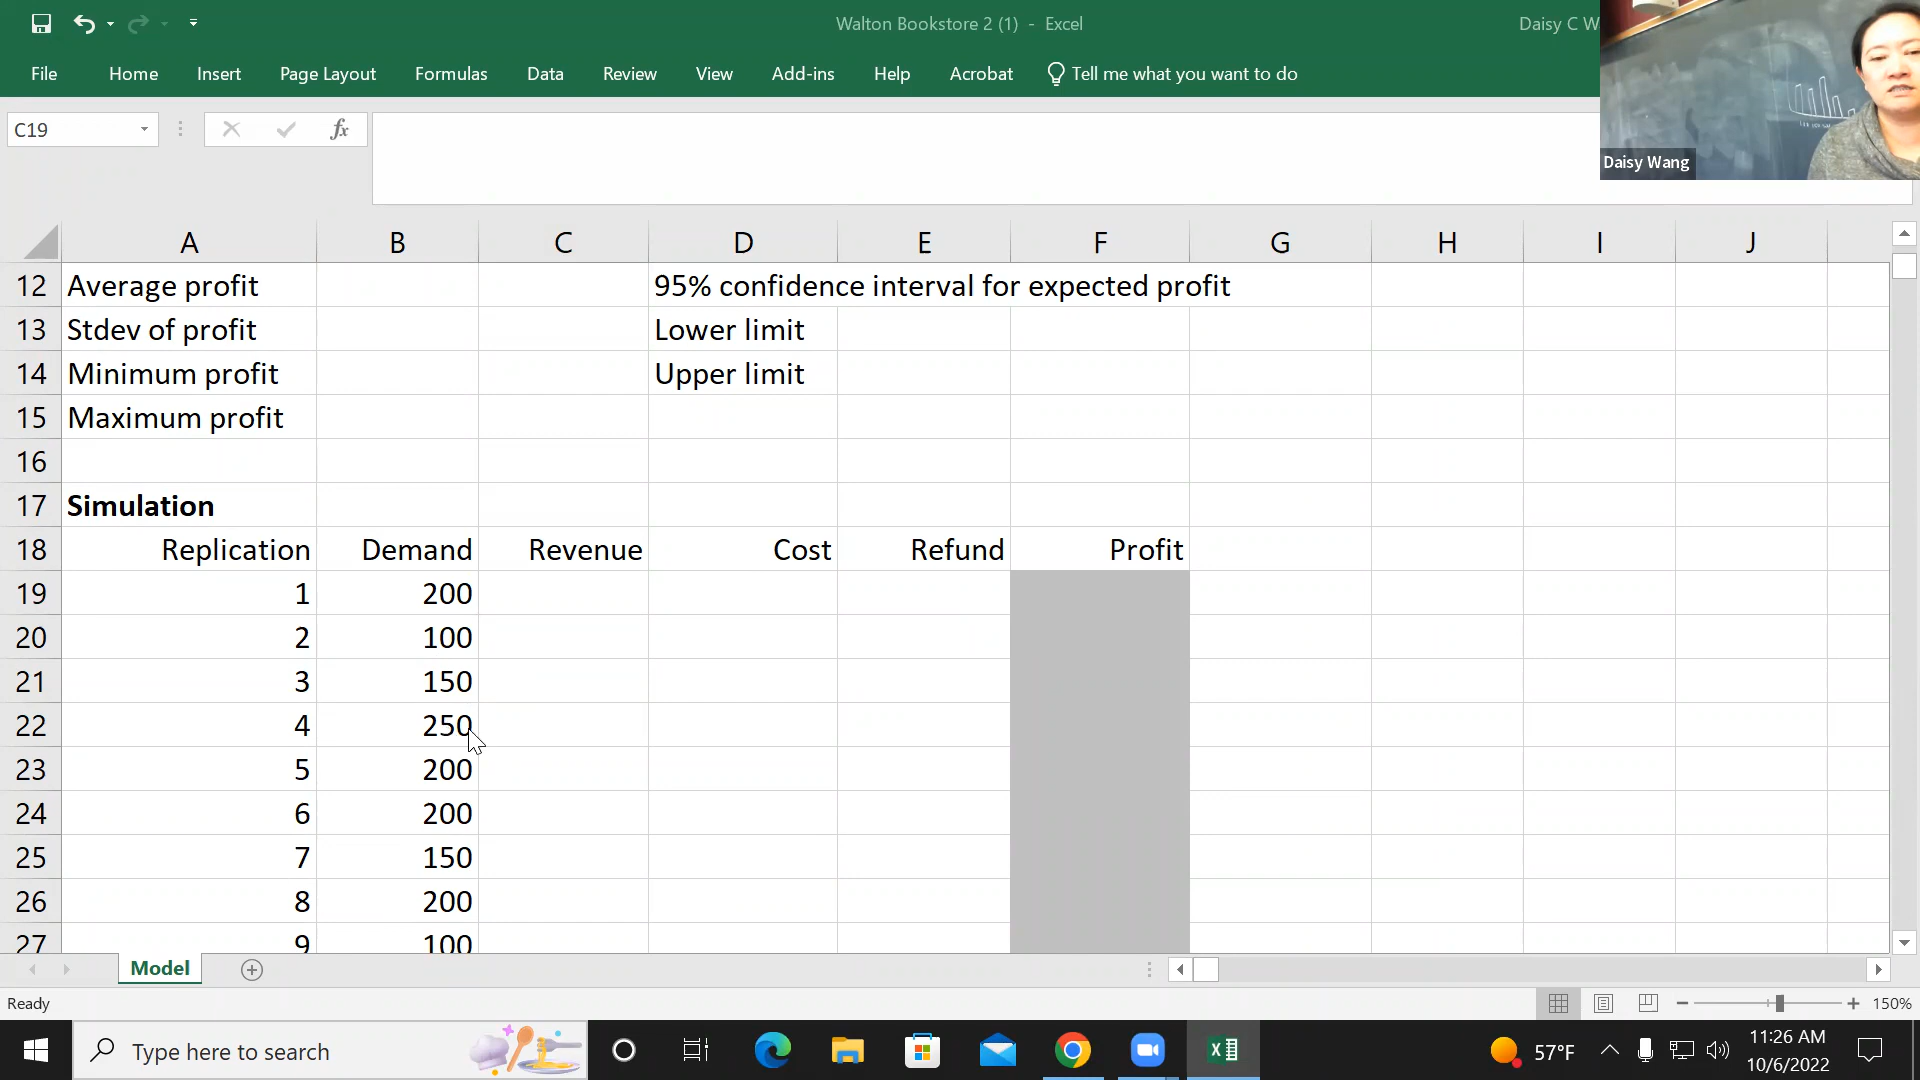 Walton Bookstore 2 (1) - Excel
Daisy C W
File Home Insert Page Layout Formulas Data Review View Add-ins Help Acrobat Tell me what you want to do
C19 fx
Daisy Wang
A B C D E F G H I J
12 Average profit 95% confidence interval for expected profit
13 Stdev of profit Lower limit
14 Minimum profit Upper limit
15 Maximum profit
16
17 Simulation
18 Replication Demand Revenue Cost Refund Profit
19 1 200
20 2 100
21 3 150
22 4 250
23 5 200
24 6 200
25 7 150
26 8 200
27 9 100
Model
Ready 150%
Type here to search 57°F 11:26 AM
10/6/2022